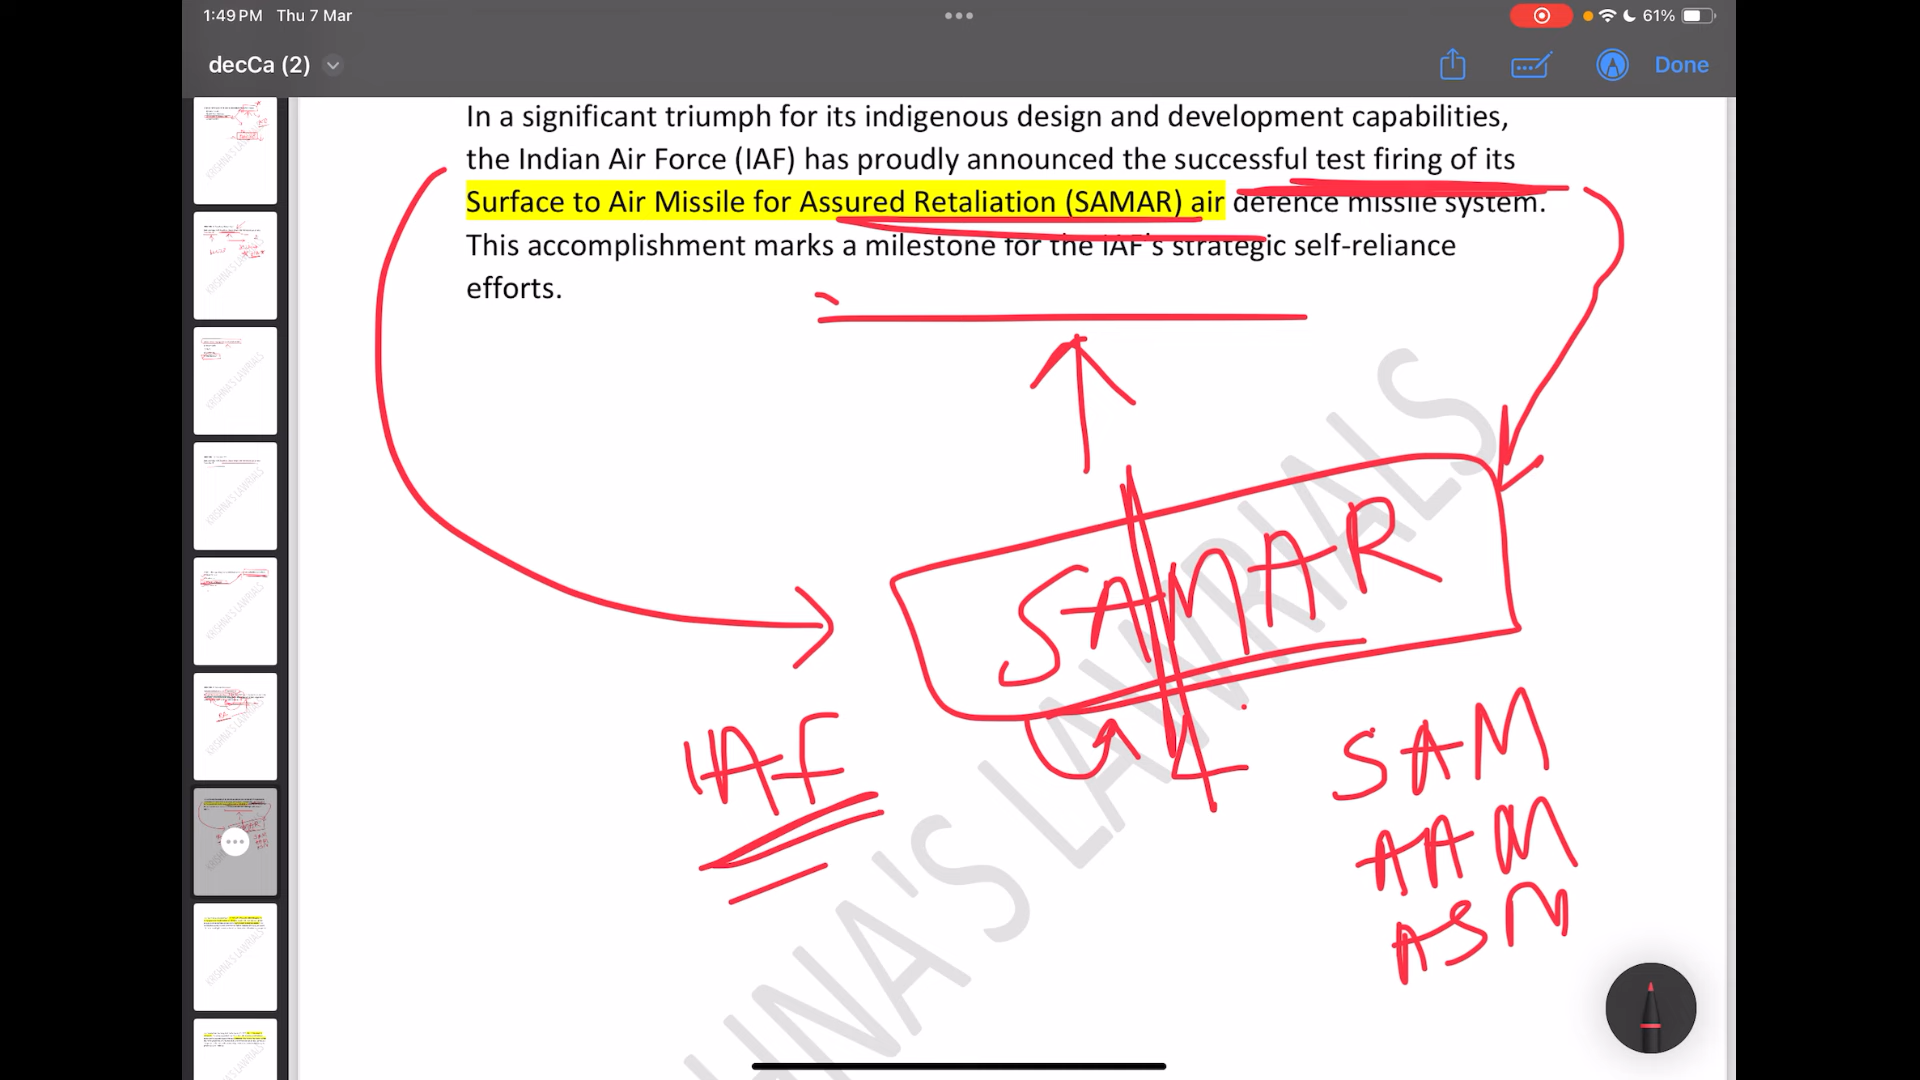 1:49 PM Thu 7 Mar
61%
decCa (2)
Done
In a significant triumph for its indigenous design and development capabilities,
the Indian Air Force (IAF) has proudly announced the successful test firing of its
Surface to Air Missile for Assured Retaliation (SAMAR) air defence missile system.
This accomplishment marks a milestone for the IAF's strategic self-reliance
efforts.
SAMAR
IAF
SAM
AAM
ASM
KRISHNA'S LAWRIALS